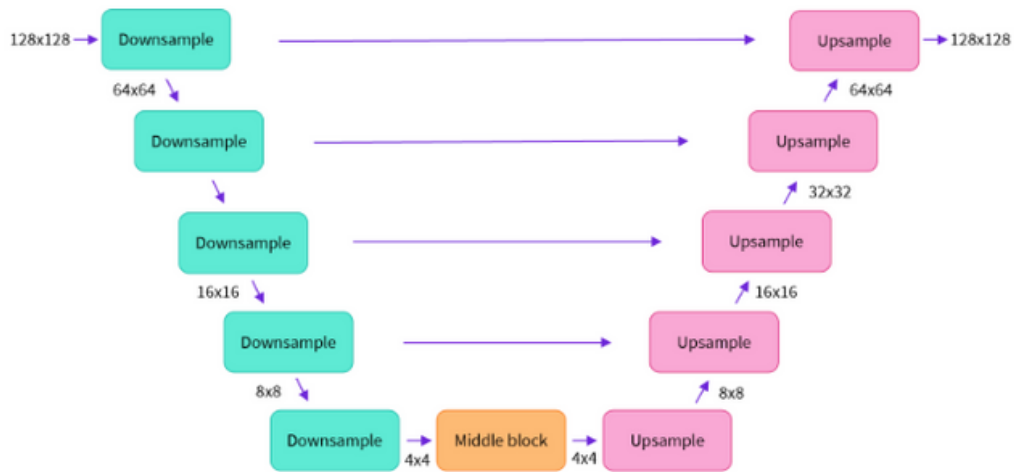 128x128 Downsample Upsample 128x128
64x64 64x64
Downsample Upsample
32x32
Downsample Upsample
16x16 16x16
Downsample Upsample
8x8 8x8
Downsample Middle block Upsample
4x4 4x4